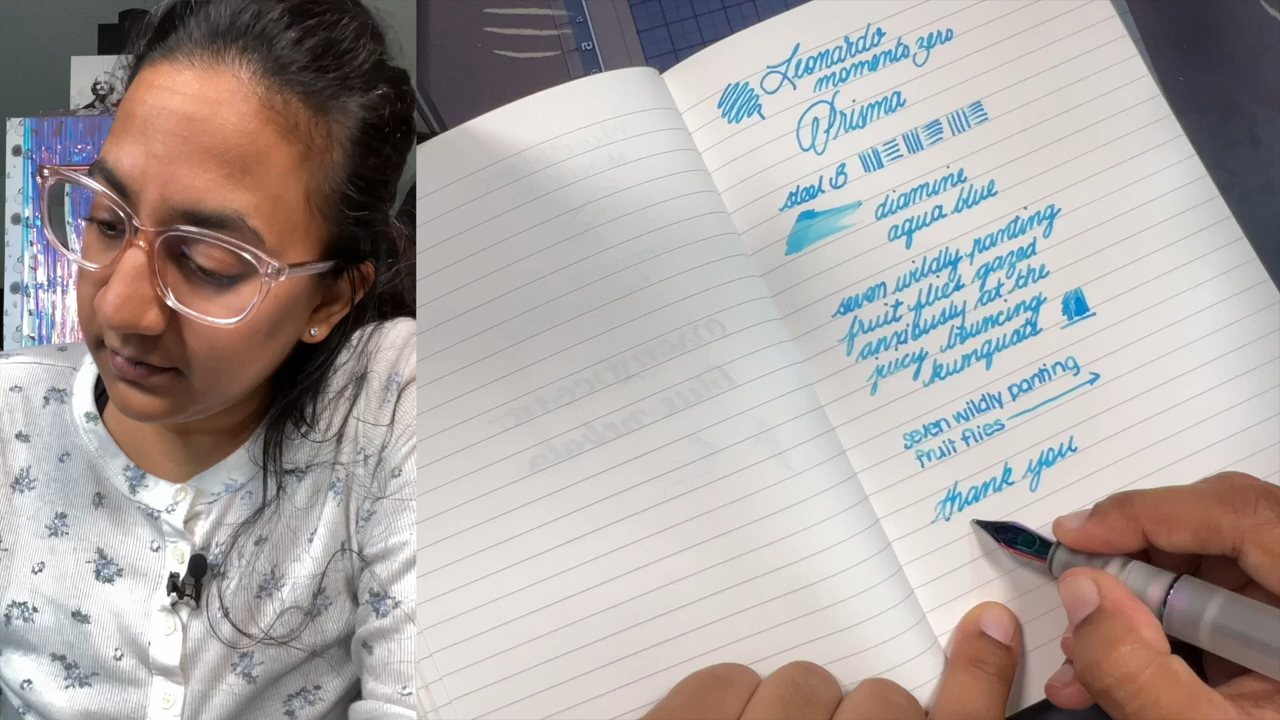 Leonardo
momento zero
Prisma
steel B
diamine
aqua blue
seven wildly panting
fruit flies gazed
anxiously at the
juicy bouncing
kumquats
seven wildly panting
fruit flies
thank you